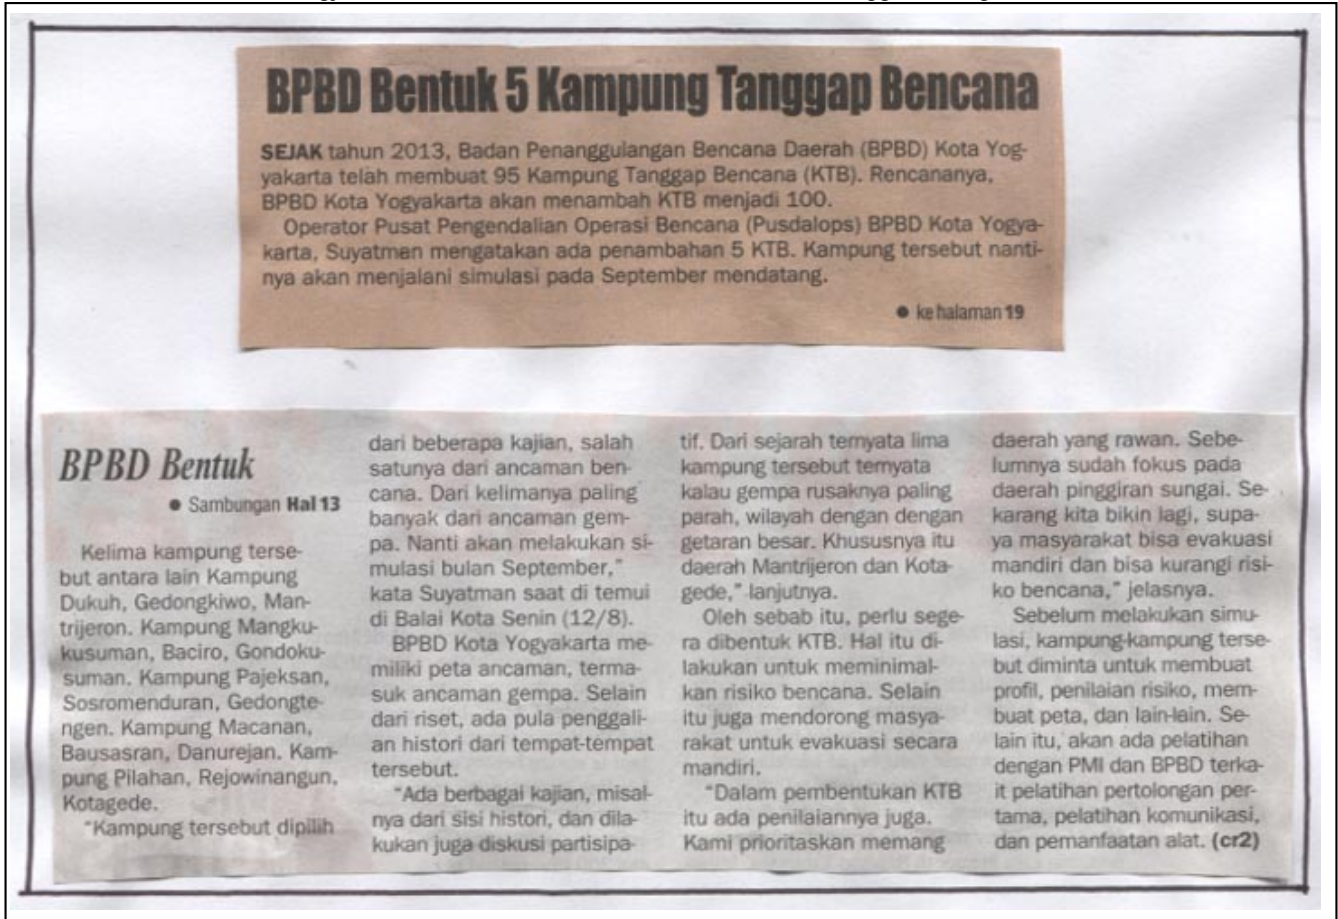 BPBD Bentuk 5 Kampung Tanggap Bencana
SEJAK tahun 2013, Badan Penanggulangan Bencana Daerah (BPBD) Kota Yog-
yakarta telah membuat 95 Kampung Tanggap Bencana (KTB). Rencananya,
BPBD Kota Yogyakarta akan menambah KTB menjadi 100.
Operator Pusat Pengendalian Operasi Bencana (Pusdalops) BPBD Kota Yogya-
karta, Suyatmen mengatakan ada penambahan 5 KTB. Kampung tersebut nanti-
nya akan menjalani simulasi pada September mendatang.
● ke halaman 19
BPBD Bentuk
● Sambungan Hal 13
Kelima kampung terse-
but antara lain Kampung
Dukuh, Gedongkiwo, Man-
trijeron. Kampung Mangku-
kusuman, Baciro, Gondoku-
suman. Kampung Pajeksan,
Sosromenduran, Gedongte-
ngen. Kampung Macanan,
Bausasran, Danurejan. Kam-
pung Pilahan, Rejowinangun,
Kotagede.
"Kampung tersebut dipilih
dari beberapa kajian, salah
satunya dari ancaman ben-
cana. Dari kelimanya paling
banyak dari ancaman gem-
pa. Nanti akan melakukan si-
mulasi bulan September,"
kata Suyatman saat di temui
di Balai Kota Senin (12/8).
BPBD Kota Yogyakarta me-
miliki peta ancaman, terma-
suk ancaman gempa. Selain
dari riset, ada pula penggali-
an histori dari tempat-tempat
tersebut.
"Ada berbagai kajian, misal-
nya dari sisi histori, dan dila-
kukan juga diskusi partisipa-
tif. Dari sejarah ternyata lima
kampung tersebut ternyata
kalau gempa rusaknya paling
parah, wilayah dengan dengan
getaran besar. Khususnya itu
daerah Mantrijeron dan Kota-
gede," lanjutnya.
Oleh sebab itu, perlu sege-
ra dibentuk KTB. Hal itu di-
lakukan untuk meminimal-
kan risiko bencana. Selain
itu juga mendorong masya-
rakat untuk evakuasi secara
mandiri.
"Dalam pembentukan KTB
itu ada penilaiannya juga.
Kami prioritaskan memang
daerah yang rawan. Sebe-
lumnya sudah fokus pada
daerah pinggiran sungai. Se-
karang kita bikin lagi, supa-
ya masyarakat bisa evakuasi
mandiri dan bisa kurangi risi-
ko bencana," jelasnya.
Sebelum melakukan simu-
lasi, kampung-kampung terse-
but diminta untuk membuat
profil, penilaian risiko, mem-
buat peta, dan lain-lain. Se-
lain itu, akan ada pelatihan
dengan PMI dan BPBD terka-
it pelatihan pertolongan per-
tama, pelatihan komunikasi,
dan pemanfaatan alat. (cr2)